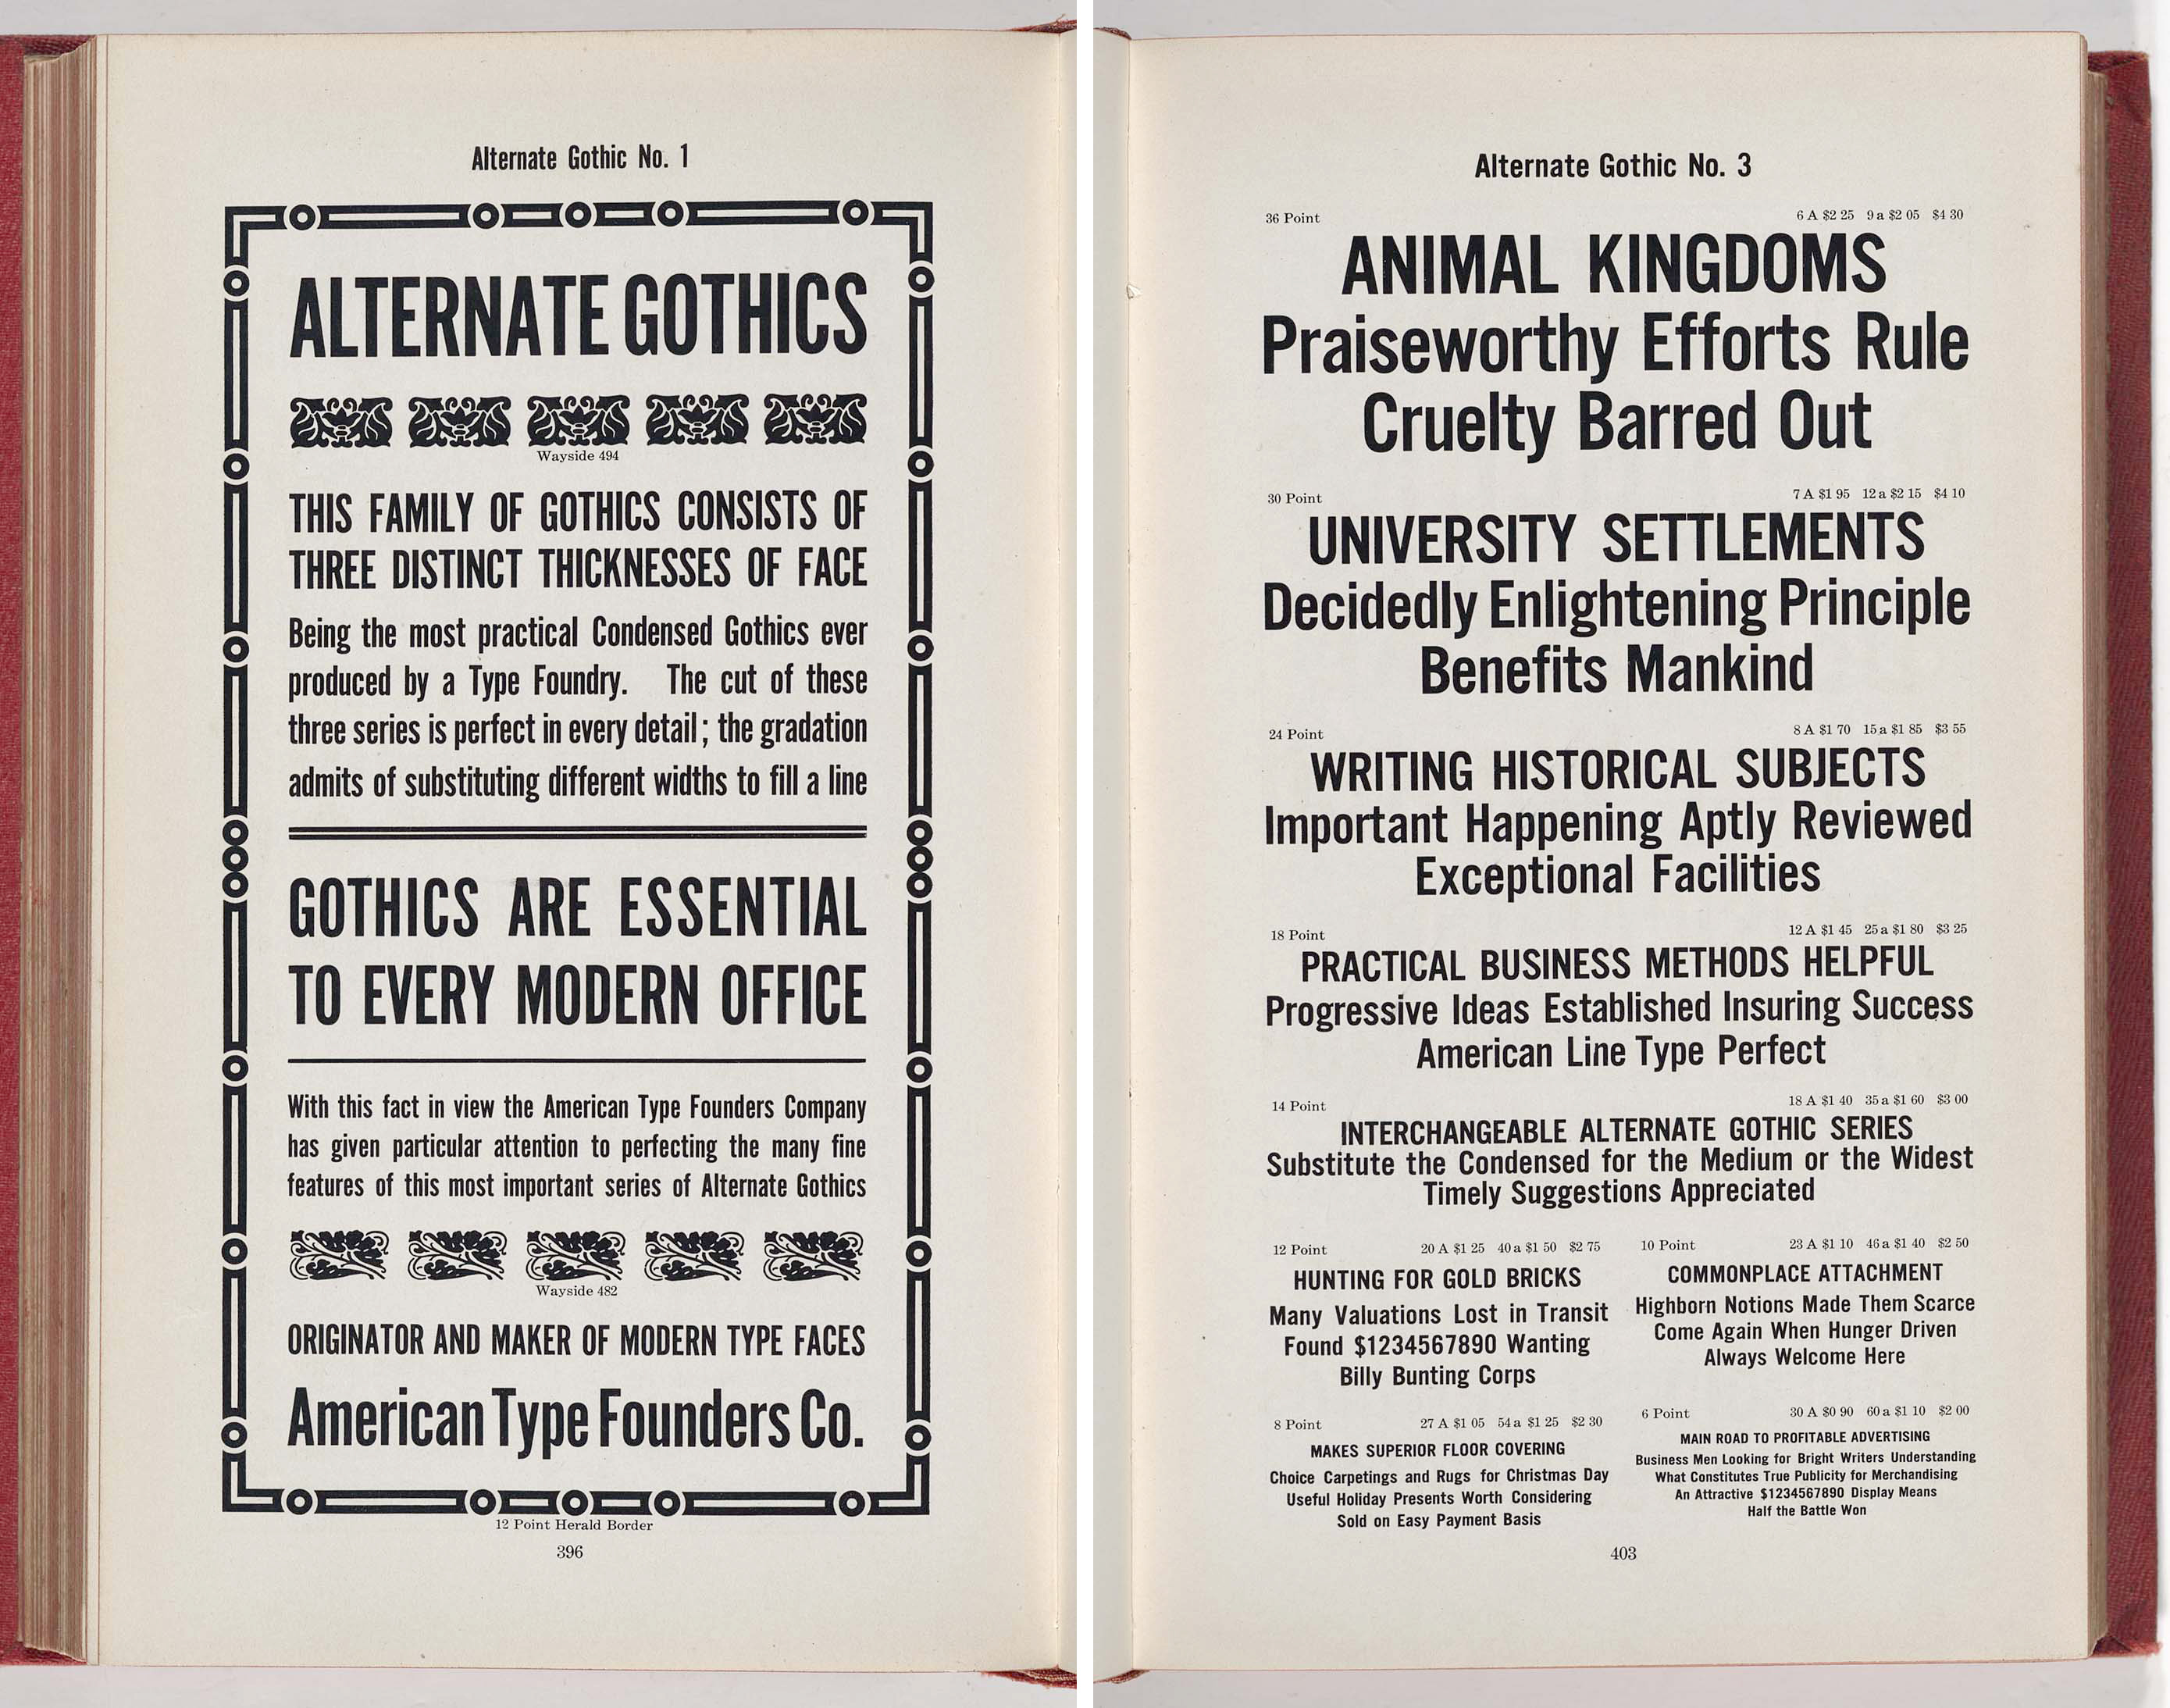 Alternate Gothic No. 1
ALTERNATE GOTHICS
Wayside 494
THIS FAMILY OF GOTHICS CONSISTS OF
THREE DISTINCT THICKNESSES OF FACE
Being the most practical Condensed Gothics ever
produced by a Type Foundry. The cut of these
three series is perfect in every detail; the gradation
admits of substituting different widths to fill a line
GOTHICS ARE ESSENTIAL
TO EVERY MODERN OFFICE
With this fact in view the American Type Founders Company
has given particular attention to perfecting the many fine
features of this most important series of Alternate Gothics
Wayside 482
ORIGINATOR AND MAKER OF MODERN TYPE FACES
American Type Founders Co.
12 Point Herald Border
396
Alternate Gothic No. 3
36 Point 6 A $2 25 9 a $2 05 $4 30
ANIMAL KINGDOMS
Praiseworthy Efforts Rule
Cruelty Barred Out
30 Point 7 A $1 95 12 a $2 15 $4 10
UNIVERSITY SETTLEMENTS
Decidedly Enlightening Principle
Benefits Mankind
24 Point 8 A $1 70 15 a $1 85 $3 55
WRITING HISTORICAL SUBJECTS
Important Happening Aptly Reviewed
Exceptional Facilities
18 Point 12 A $1 45 25 a $1 80 $3 25
PRACTICAL BUSINESS METHODS HELPFUL
Progressive Ideas Established Insuring Success
American Line Type Perfect
14 Point 18 A $1 40 35 a $1 60 $3 00
INTERCHANGEABLE ALTERNATE GOTHIC SERIES
Substitute the Condensed for the Medium or the Widest
Timely Suggestions Appreciated
12 Point 20 A $1 25 40 a $1 50 $2 75
HUNTING FOR GOLD BRICKS
Many Valuations Lost in Transit
Found $1234567890 Wanting
Billy Bunting Corps
10 Point 23 A $1 10 46 a $1 40 $2 50
COMMONPLACE ATTACHMENT
Highborn Notions Made Them Scarce
Come Again When Hunger Driven
Always Welcome Here
8 Point 27 A $1 05 54 a $1 25 $2 30
MAKES SUPERIOR FLOOR COVERING
Choice Carpetings and Rugs for Christmas Day
Useful Holiday Presents Worth Considering
Sold on Easy Payment Basis
6 Point 30 A $0 90 60 a $1 10 $2 00
MAIN ROAD TO PROFITABLE ADVERTISING
Business Men Looking for Bright Writers Understanding
What Constitutes True Publicity for Merchandising
An Attractive $1234567890 Display Means
Half the Battle Won
403